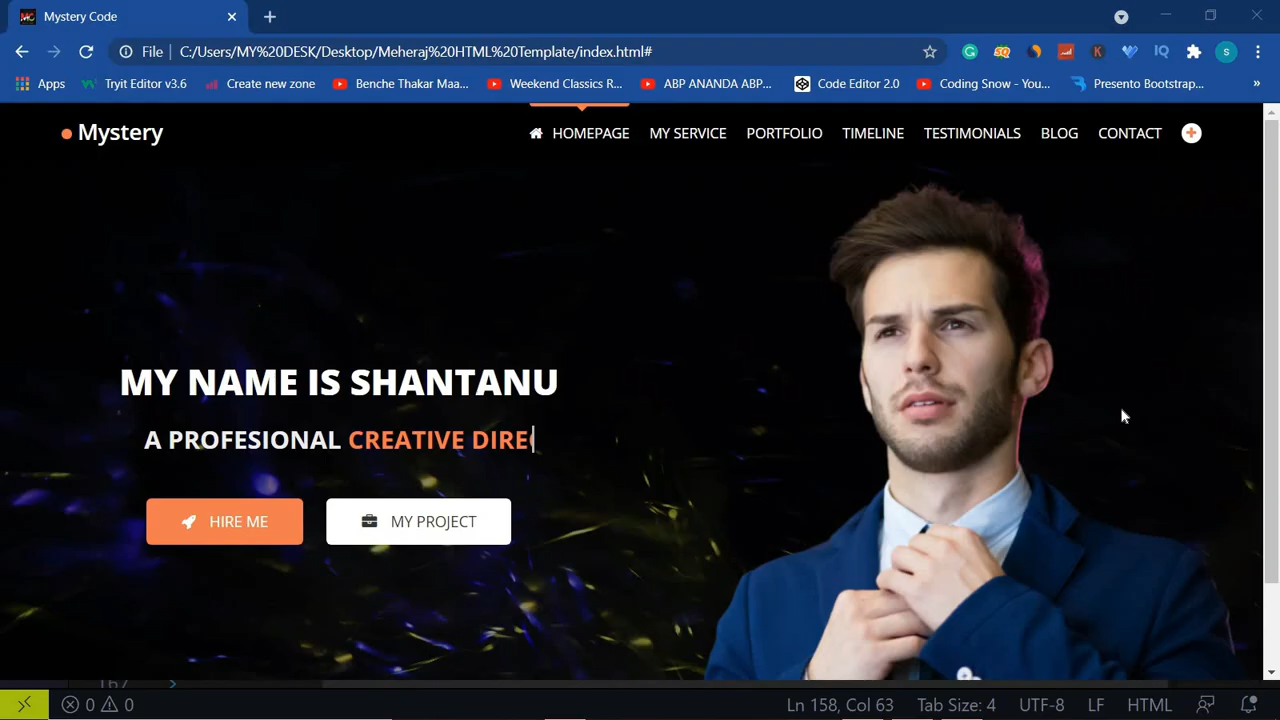 Mystery Code
File
C:/Users/MY%20DESK/Desktop/Meheraj%20HTML%20Template/index.html#
Apps
Tryit Editor v3.6
Create new zone
Benche Thakar Maa...
Weekend Classics R...
ABP ANANDA ABP...
Code Editor 2.0
Coding Snow - You...
Presento Bootstrap...
»
Mystery
HOMEPAGE
MY SERVICE
PORTFOLIO
TIMELINE
TESTIMONIALS
BLOG
CONTACT
MY NAME IS SHANTANU
A PROFESIONAL CREATIVE DIREC
HIRE ME
MY PROJECT
167
0
0
Ln 158, Col 63
Tab Size: 4
UTF-8
LF
HTML